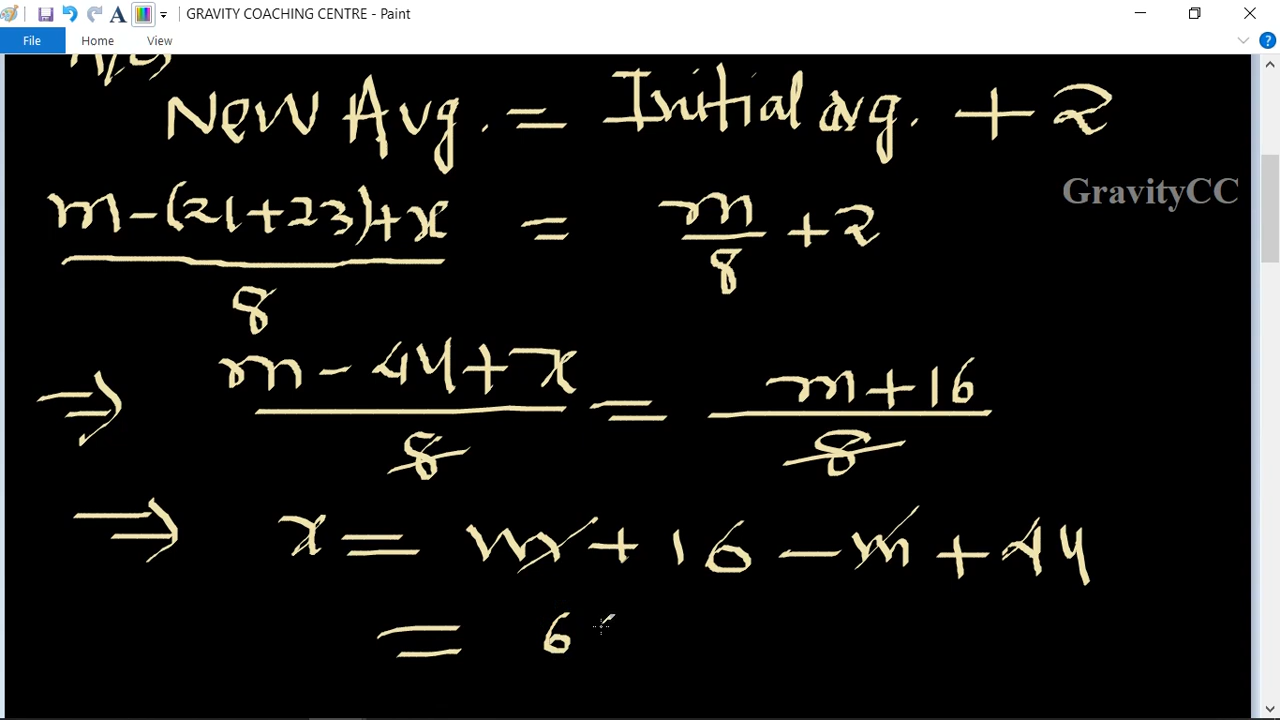 GRAVITY COACHING CENTRE - Paint
File Home View
New Avg. = Initial avg. + 2
GravityCC
m-(21+23)+x / 8 = m/8 + 2
⇒ m - 44 + x / 8 = m + 16 / 8
⇒ x = m + 16 - m + 44
= 6